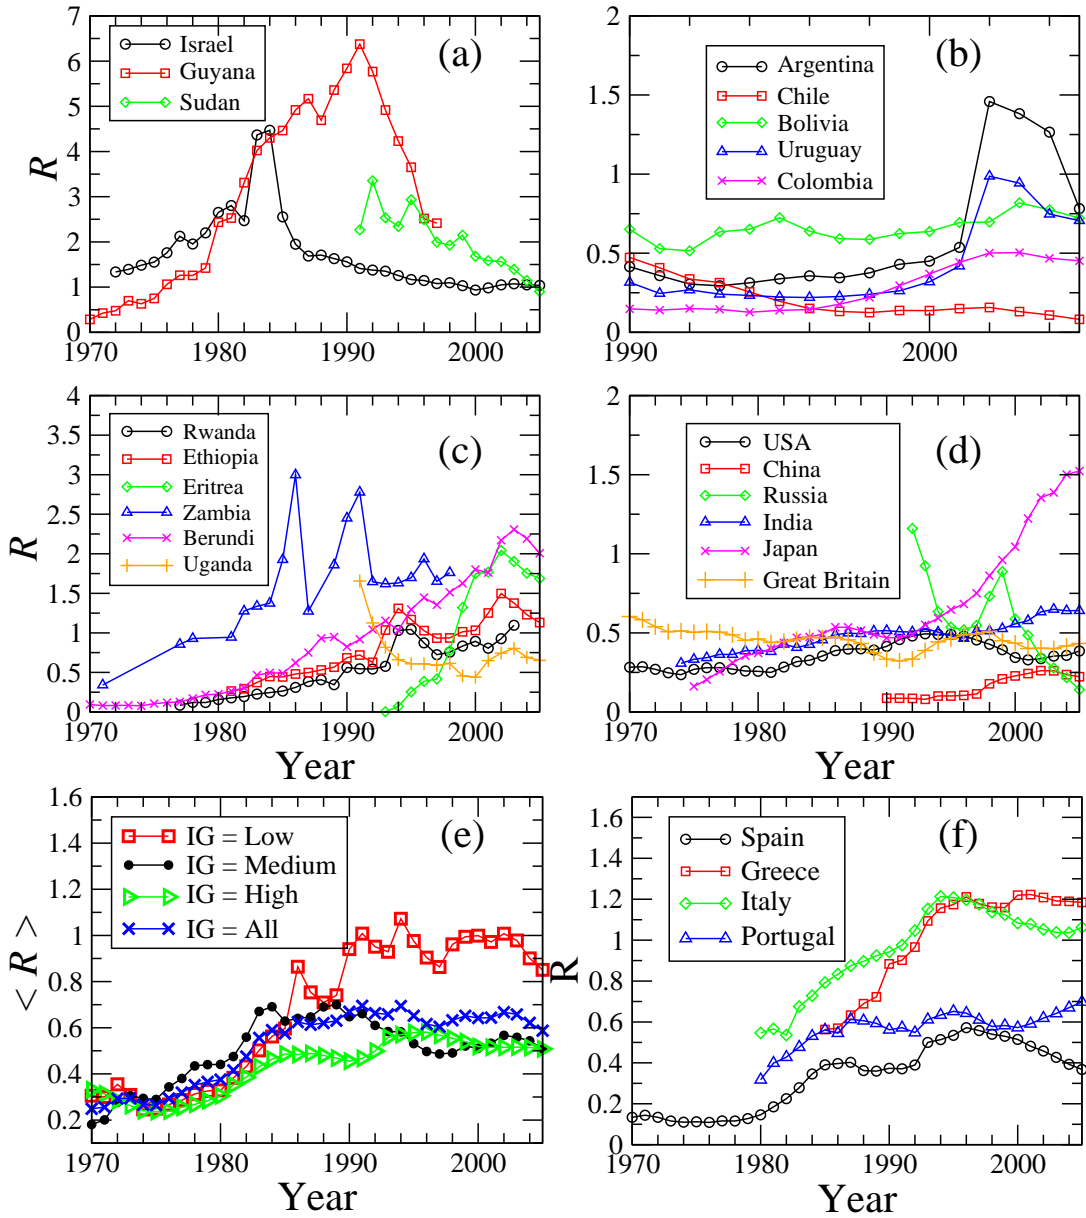 7
6
5
4
3
2
1
0
R
Israel
Guyana
Sudan
(a)
1970
1980
1990
2000
2
1.5
1
0.5
0
Argentina
Chile
Bolivia
Uruguay
Colombia
(b)
1990
2000
4
3.5
3
2.5
2
1.5
1
0.5
0
R
Rwanda
Ethiopia
Eritrea
Zambia
Berundi
Uganda
(c)
1970
1980
1990
2000
Year
2
1.5
1
0.5
0
USA
China
Russia
India
Japan
Great Britain
(d)
1970
1980
1990
2000
Year
1.6
1.4
1.2
1
0.8
0.6
0.4
0.2
< R >
IG = Low
IG = Medium
IG = High
IG = All
(e)
1970
1980
1990
2000
Year
1.6
1.4
1.2
1
0.8
0.6
0.4
0.2
0
R
Spain
Greece
Italy
Portugal
(f)
1970
1980
1990
2000
Year